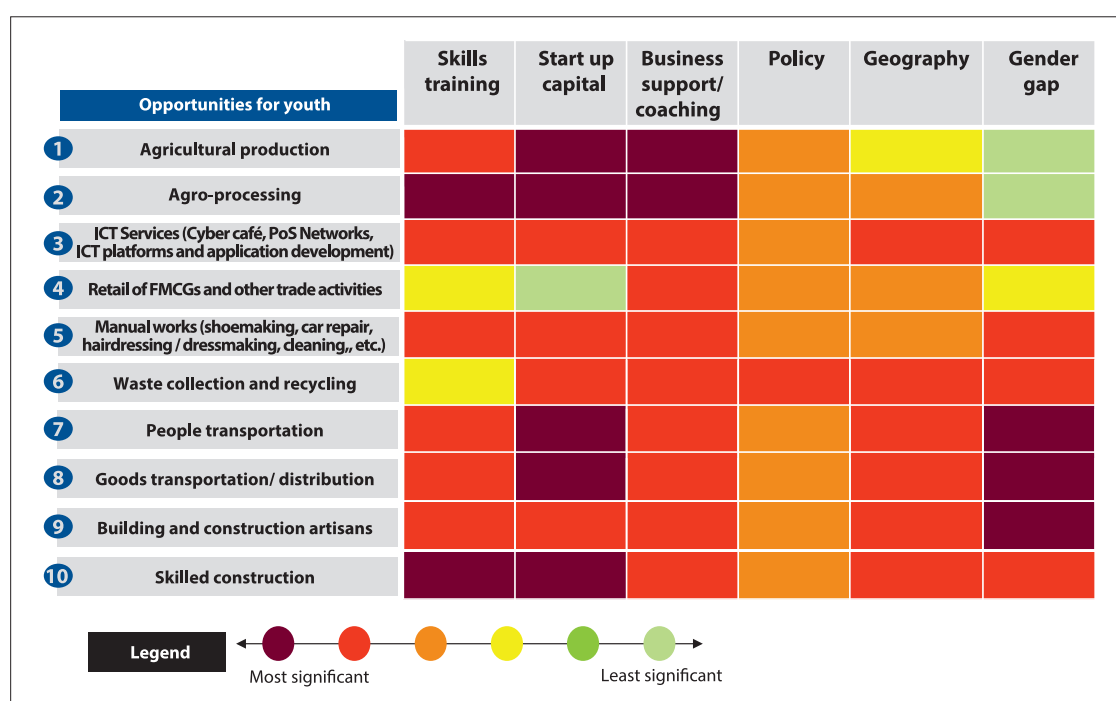 Skills training
Start up capital
Business support/ coaching
Policy
Geography
Gender gap
Opportunities for youth
1 Agricultural production
2 Agro-processing
3 ICT Services (Cyber café, PoS Networks,
ICT platforms and application development)
4 Retail of FMCGs and other trade activities
5 Manual works (shoemaking, car repair,
hairdressing / dressmaking, cleaning,, etc.)
6 Waste collection and recycling
7 People transportation
8 Goods transportation/ distribution
9 Building and construction artisans
10 Skilled construction
Legend
Most significant
Least significant